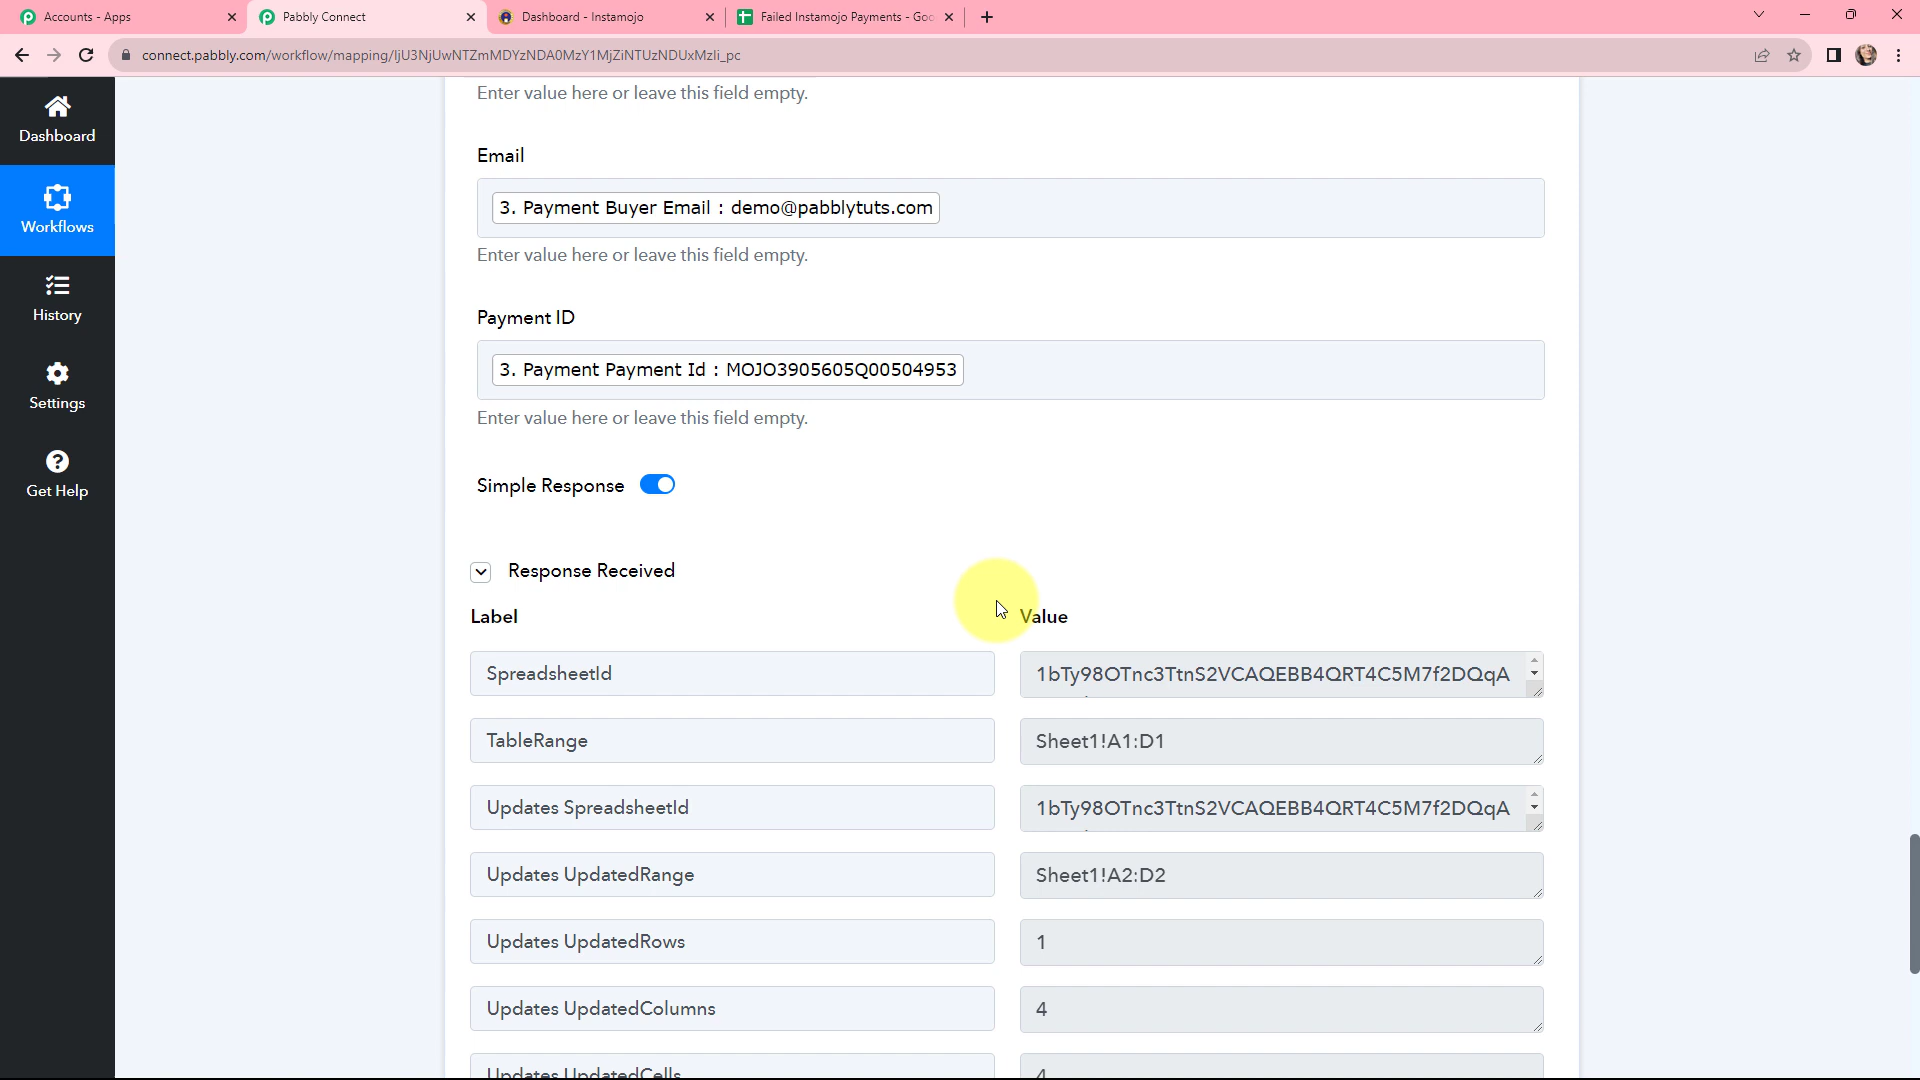 Accounts - Apps
Pabbly Connect
Dashboard - Instamojo
Failed Instamojo Payments - Goo
connect.pabbly.com/workflow/mapping/IjU3NjUwNTZmMDYzNDA0MzY1MjZiNTUzNDUxMzIi_pc
Dashboard
Workflows
History
Settings
Get Help
Enter value here or leave this field empty.
Email
3. Payment Buyer Email : demo@pabblytuts.com
Enter value here or leave this field empty.
Payment ID
3. Payment Payment Id : MOJO3905605Q00504953
Enter value here or leave this field empty.
Simple Response
Response Received
Label Value
SpreadsheetId 1bTy98OTnc3TtnS2VCAQEBB4QRT4C5M7f2DQqA
TableRange Sheet1!A1:D1
Updates SpreadsheetId 1bTy98OTnc3TtnS2VCAQEBB4QRT4C5M7f2DQqA
Updates UpdatedRange Sheet1!A2:D2
Updates UpdatedRows 1
Updates UpdatedColumns 4
Updates UpdatedCells 4